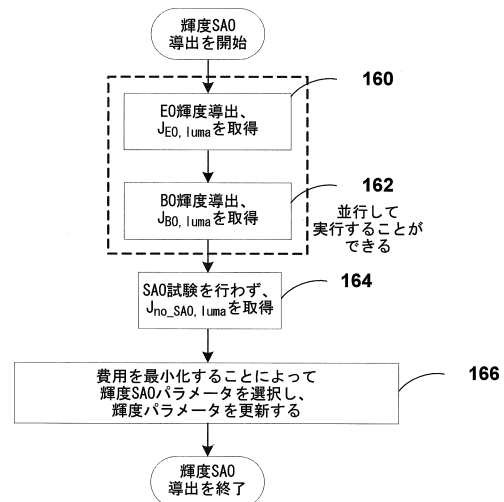 輝度SAO
導出を開始
160
EO輝度導出、
JEO, lumaを取得
162
BO輝度導出、
JBO, lumaを取得
並行して
実行することが
できる
164
SAO試験を行わず、
Jno_SAO, lumaを取得
166
費用を最小化することによって
輝度SAOパラメータを選択し、
輝度パラメータを更新する
輝度SAO
導出を終了